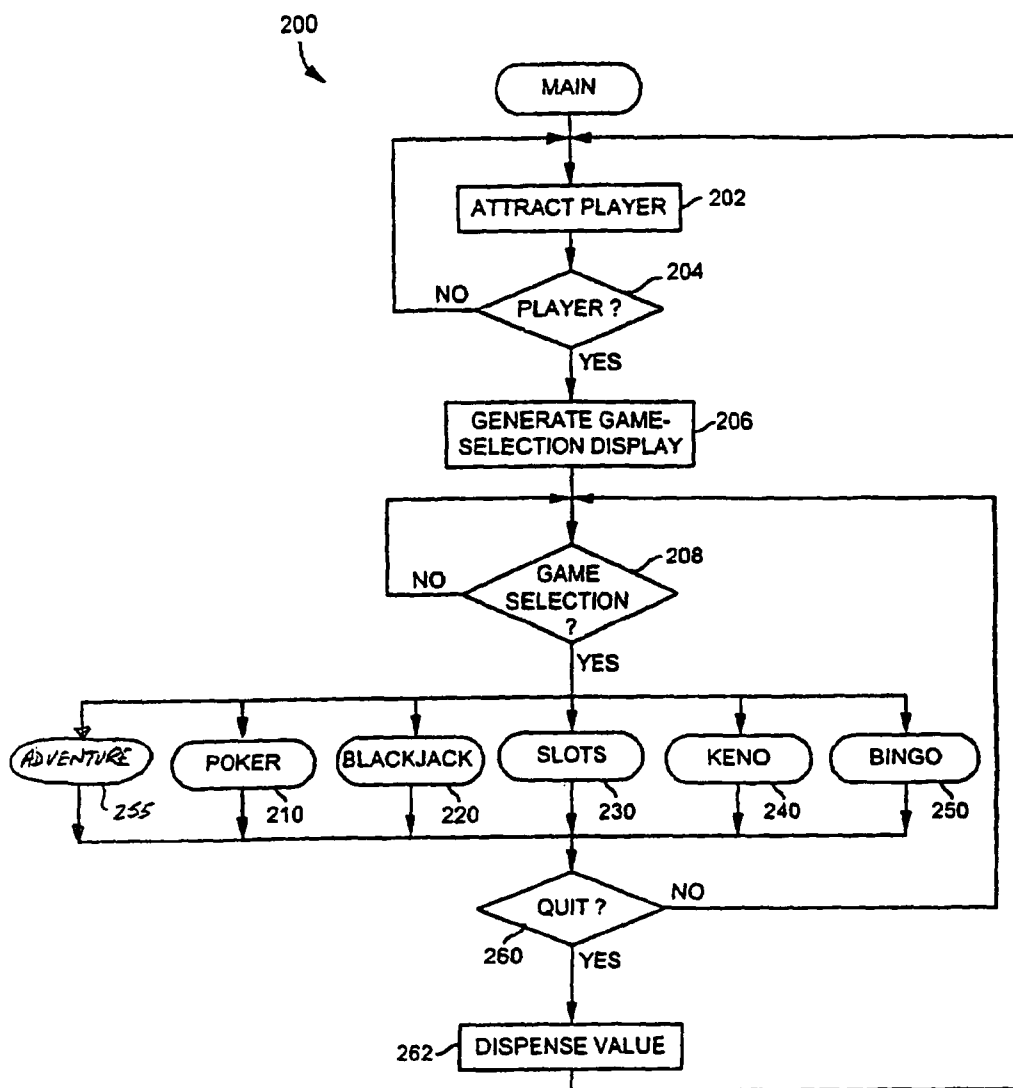 200
MAIN
ATTRACT PLAYER
202
204
NO
PLAYER ?
YES
GENERATE GAME-
SELECTION DISPLAY
206
208
NO
GAME
SELECTION
?
YES
ADVENTURE
POKER
BLACKJACK
SLOTS
KENO
BINGO
255
210
220
230
240
250
QUIT ?
NO
260
YES
262
DISPENSE VALUE